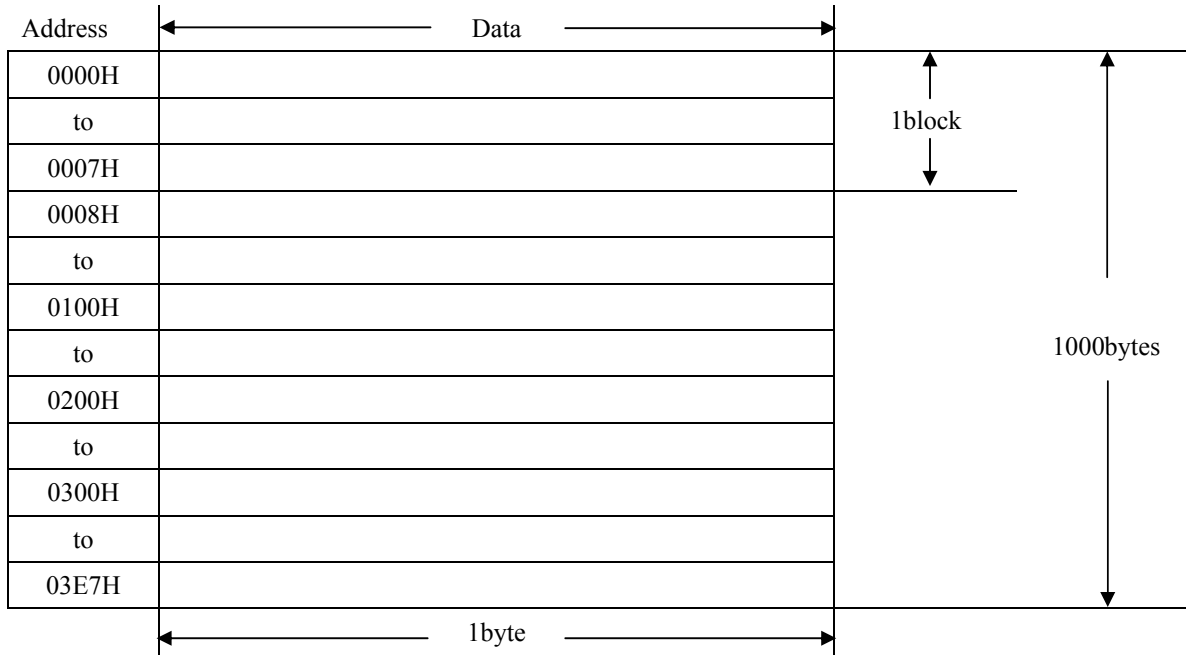 Address Data
0000H
to 1block
0007H
0008H
to
0100H
to 1000bytes
0200H
to
0300H
to
03E7H
1byte